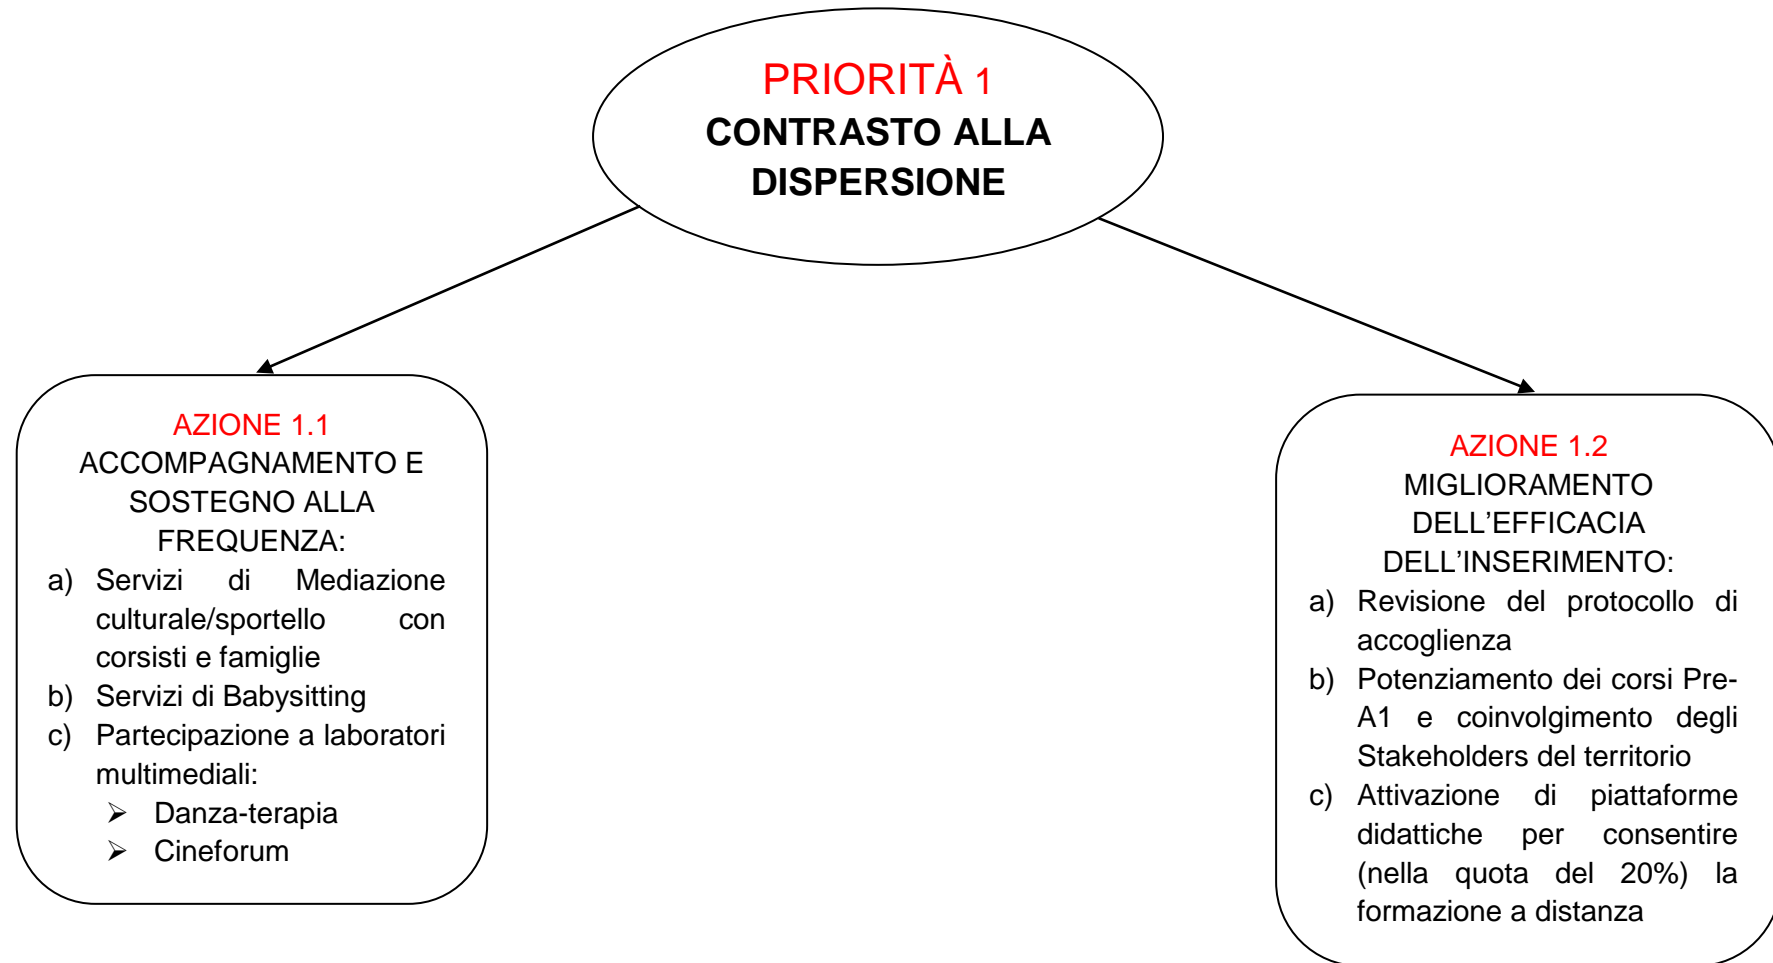 PRIORITÀ 1
CONTRASTO ALLA
DISPERSIONE
AZIONE 1.1
ACCOMPAGNAMENTO E
SOSTEGNO ALLA
FREQUENZA:
a) Servizi di Mediazione
culturale/sportello con
corsisti e famiglie
b) Servizi di Babysitting
c) Partecipazione a laboratori
multimediali:
➢ Danza-terapia
➢ Cineforum
AZIONE 1.2
MIGLIORAMENTO
DELL’EFFICACIA
DELL’INSERIMENTO:
a) Revisione del protocollo di
accoglienza
b) Potenziamento dei corsi Pre-
A1 e coinvolgimento degli
Stakeholders del territorio
c) Attivazione di piattaforme
didattiche per consentire
(nella quota del 20%) la
formazione a distanza